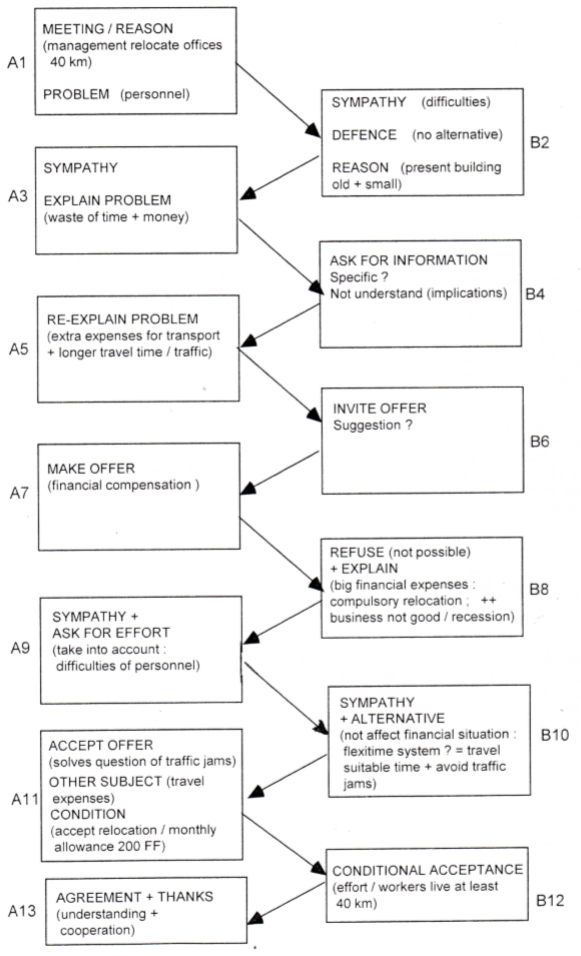 A1
MEETING / REASON
(management relocate offices
40 km)
PROBLEM (personnel)
SYMPATHY (difficulties)
DEFENCE (no alternative)
REASON (present building
old + small)
B2
A3
SYMPATHY
EXPLAIN PROBLEM
(waste of time + money)
ASK FOR INFORMATION
Specific ?
Not understand (implications)
B4
A5
RE-EXPLAIN PROBLEM
(extra expenses for transport
+ longer travel time / traffic)
INVITE OFFER
Suggestion ?
B6
A7
MAKE OFFER
(financial compensation )
REFUSE (not possible)
+ EXPLAIN
(big financial expenses :
compulsory relocation ; ++
business not good / recession)
B8
A9
SYMPATHY +
ASK FOR EFFORT
(take into account :
difficulties of personnel)
SYMPATHY
+ ALTERNATIVE
(not affect financial situation :
flexitime system ? = travel
suitable time + avoid traffic
jams)
B10
A11
ACCEPT OFFER
(solves question of traffic jams)
OTHER SUBJECT (travel
expenses)
CONDITION
(accept relocation / monthly
allowance 200 FF)
CONDITIONAL ACCEPTANCE
(effort / workers live at least
40 km)
B12
A13
AGREEMENT + THANKS
(understanding +
cooperation)